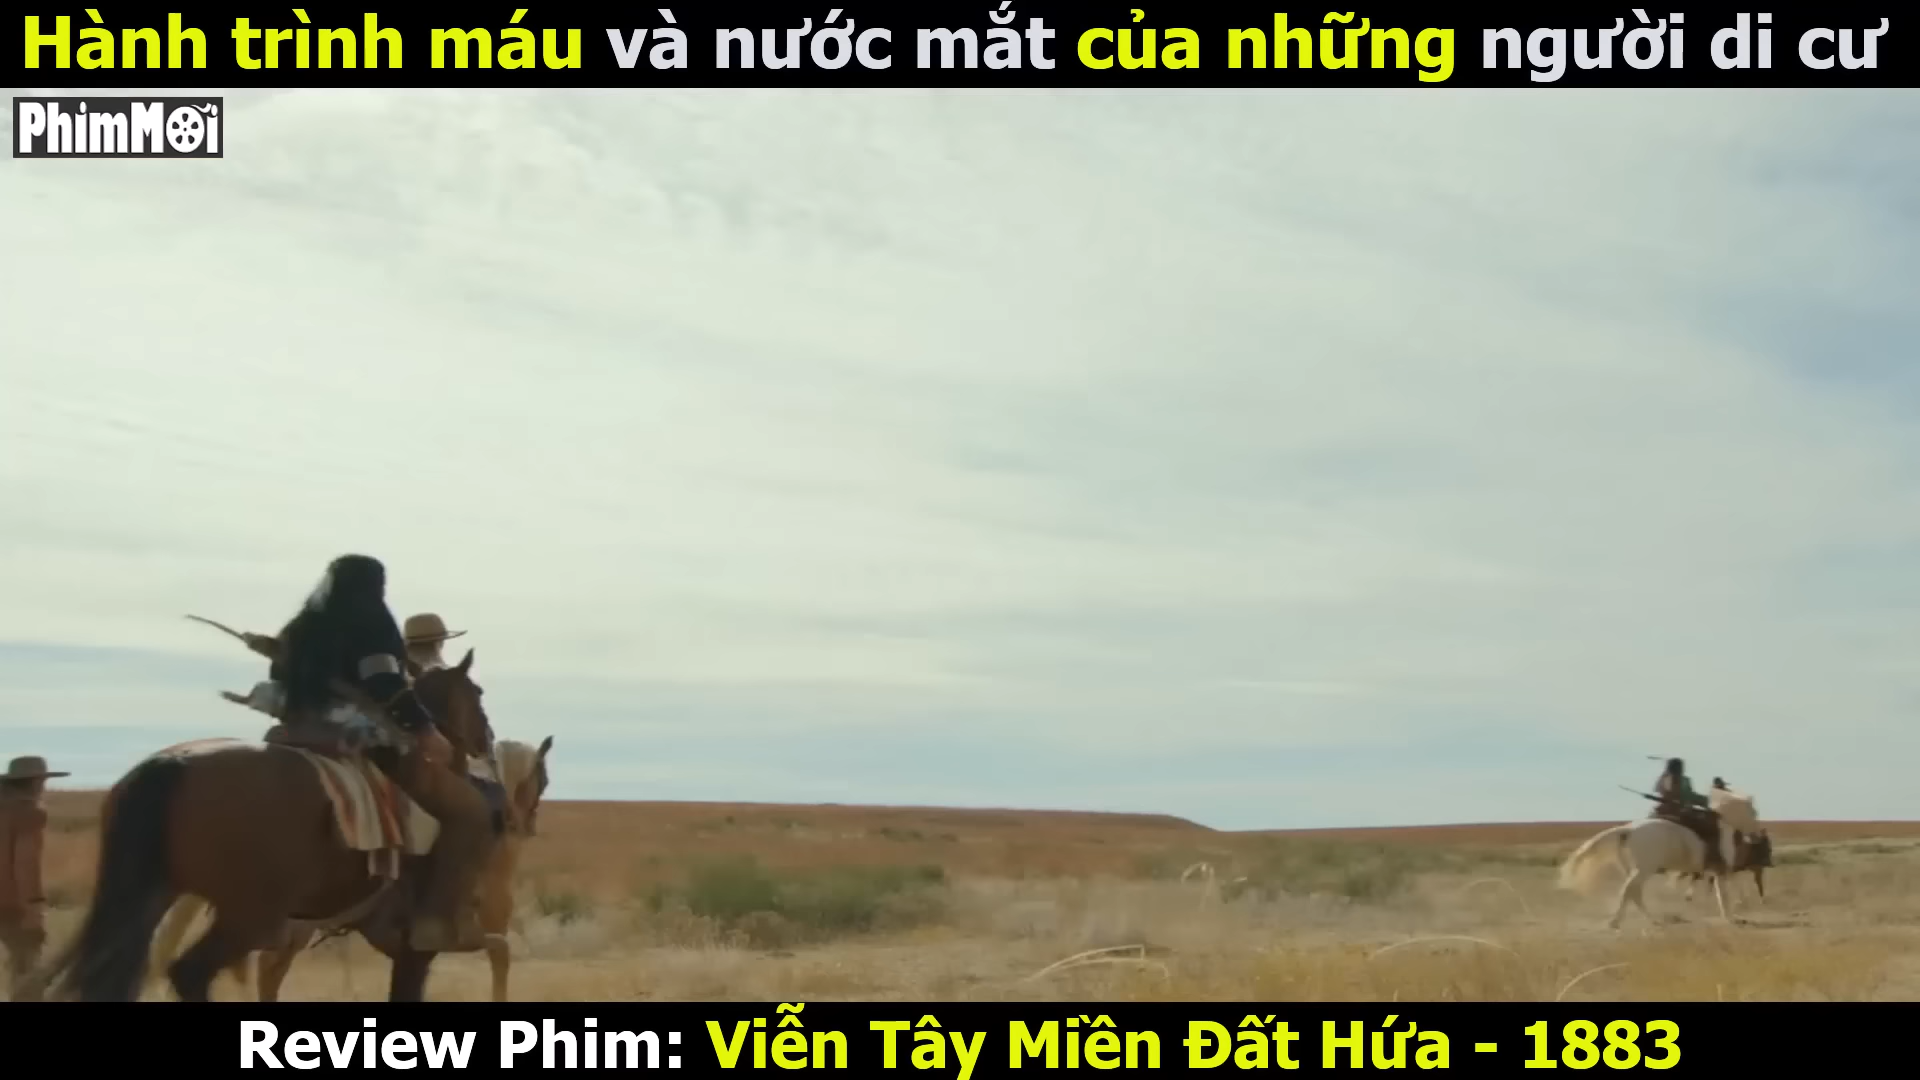 Hành trình máu và nước mắt của những người di cư
PhimMới
Review Phim: Viễn Tây Miền Đất Hứa - 1883